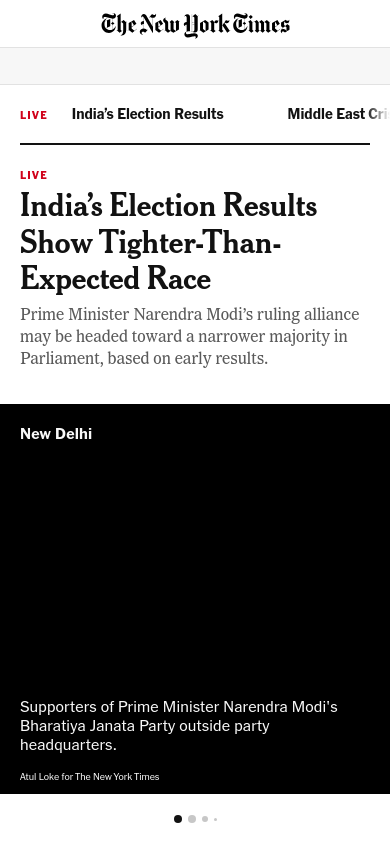 The New York Times
LIVE
India’s Election Results
Middle East Cri
LIVE
India’s Election Results
Show Tighter-Than-
Expected Race
Prime Minister Narendra Modi’s ruling alliance
may be headed toward a narrower majority in
Parliament, based on early results.
New Delhi
Supporters of Prime Minister Narendra Modi's
Bharatiya Janata Party outside party
headquarters.
Atul Loke for The New York Times